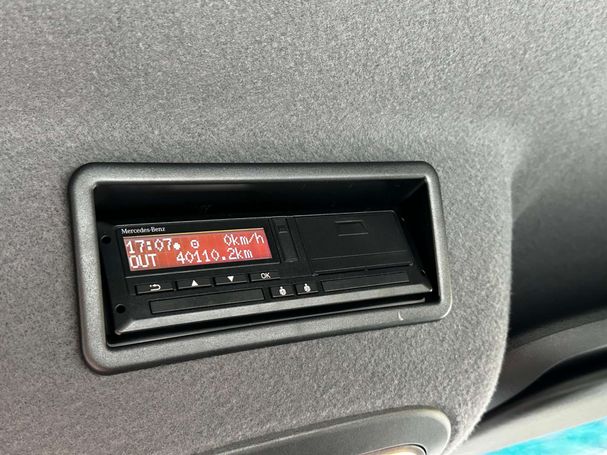 Mercedes-Benz
17:07 0km/h
OUT 40110.2km
OK